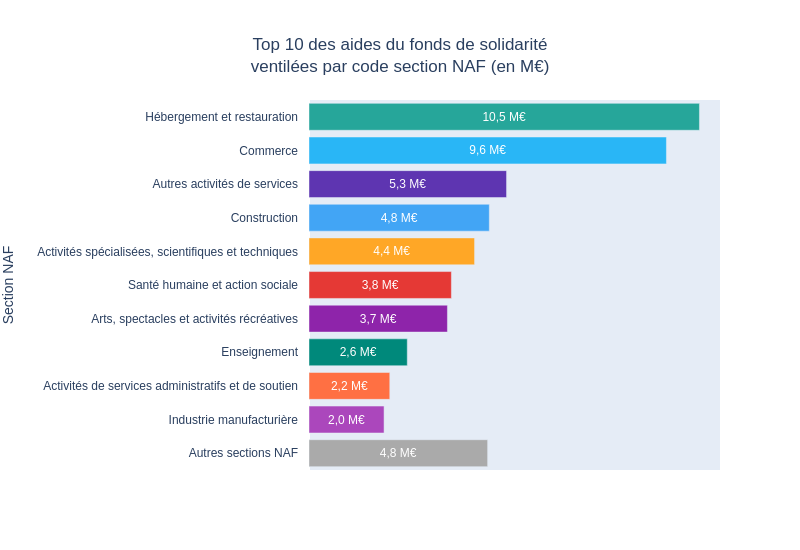 Top 10 des aides du fonds de solidarité
ventilées par code section NAF (en M€)
Section NAF
Hébergement et restauration 10,5 M€
Commerce 9,6 M€
Autres activités de services 5,3 M€
Construction 4,8 M€
Activités spécialisées, scientifiques et techniques 4,4 M€
Santé humaine et action sociale 3,8 M€
Arts, spectacles et activités récréatives 3,7 M€
Enseignement 2,6 M€
Activités de services administratifs et de soutien 2,2 M€
Industrie manufacturière 2,0 M€
Autres sections NAF 4,8 M€